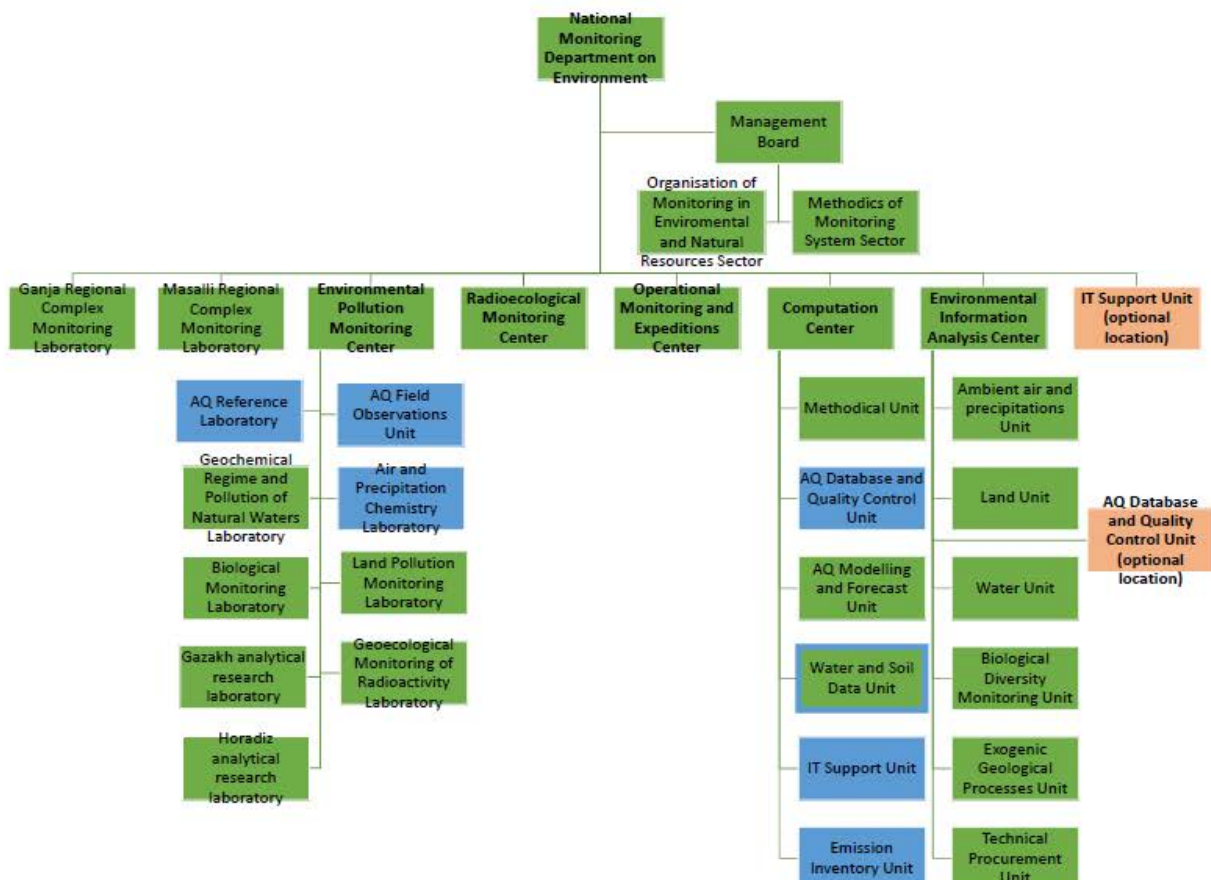 National
Monitoring
Department on
Environment
Management
Board
Organisation of
Monitoring in
Enviromental
and Natural
Resources Sector
Methodics of
Monitoring
System Sector
Ganja Regional
Complex
Monitoring
Laboratory
Masalli Regional
Complex
Monitoring
Laboratory
Environmental
Pollution
Monitoring
Center
Radioecological
Monitoring
Center
Operational
Monitoring and
Expeditions
Center
Computation
Center
Environmental
Information
Analysis Center
IT Support Unit
(optional
location)
AQ Reference
Laboratory
AQ Field
Observations
Unit
Geochemical
Regime and
Pollution of
Natural Waters
Laboratory
Air and
Precipitation
Chemistry
Laboratory
Biological
Monitoring
Laboratory
Land Pollution
Monitoring
Laboratory
Gazakh analytical
research
laboratory
Geoecological
Monitoring of
Radioactivity
Laboratory
Horadiz
analytical
research
laboratory
Methodical Unit
AQ Database and
Quality Control
Unit
AQ Modelling
and Forecast
Unit
Water and Soil
Data Unit
IT Support Unit
Emission
Inventory Unit
Ambient air and
precipitations
Unit
Land Unit
Water Unit
Biological
Diversity
Monitoring Unit
Exogenic
Geological
Processes Unit
Technical
Procurement
Unit
AQ Database
and Quality
Control Unit
(optional
location)